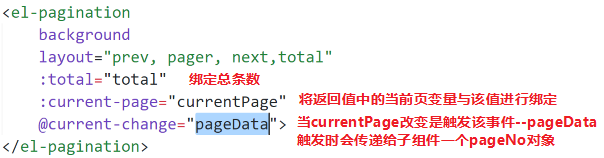 <el-pagination
background
layout="prev, pager, next,total"
:total="total" 绑定总条数
:current-page="currentPage" 将返回值中的当前页变量与该值进行绑定
@current-change="pageData"> 当currentPage改变是触发该事件--pageData
</el-pagination> 触发时会传递给子组件一个pageNo对象